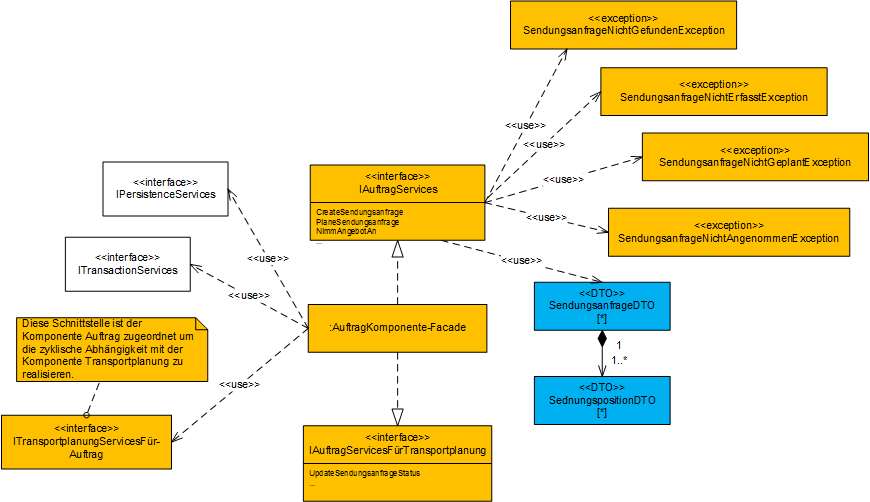 <<exception>>
SendungsanfrageNichtGefundenException
<<exception>>
SendungsanfrageNichtErfasstException
<<use>>
<<use>>
<<exception>>
SendungsanfrageNichtGeplantException
<<interface>>
IPersistenceServices
<<interface>>
IAuftragServices
CreateSendungsanfrage
PlaneSendungsanfrage
NimmAngebotAn
...
<<use>>
<<use>>
<<exception>>
SendungsanfrageNichtAngenommenException
<<interface>>
ITransactionServices
<<use>>
<<use>>
<<use>>
<<DTO>>
SendungsanfrageDTO
[*]
Diese Schnittstelle ist der
Komponente Auftrag zugeordnet um
die zyklische Abhängigkeit mit der
Komponente Transportplanung zu
realisieren.
:AuftragKomponente-Facade
1
1..*
<<use>>
<<DTO>>
SednungspositionDTO
[*]
<<interface>>
ITransportplanungServicesFür-
Auftrag
<<interface>>
IAuftragServicesFürTransportplanung
UpdateSendungsanfrageStatus
...